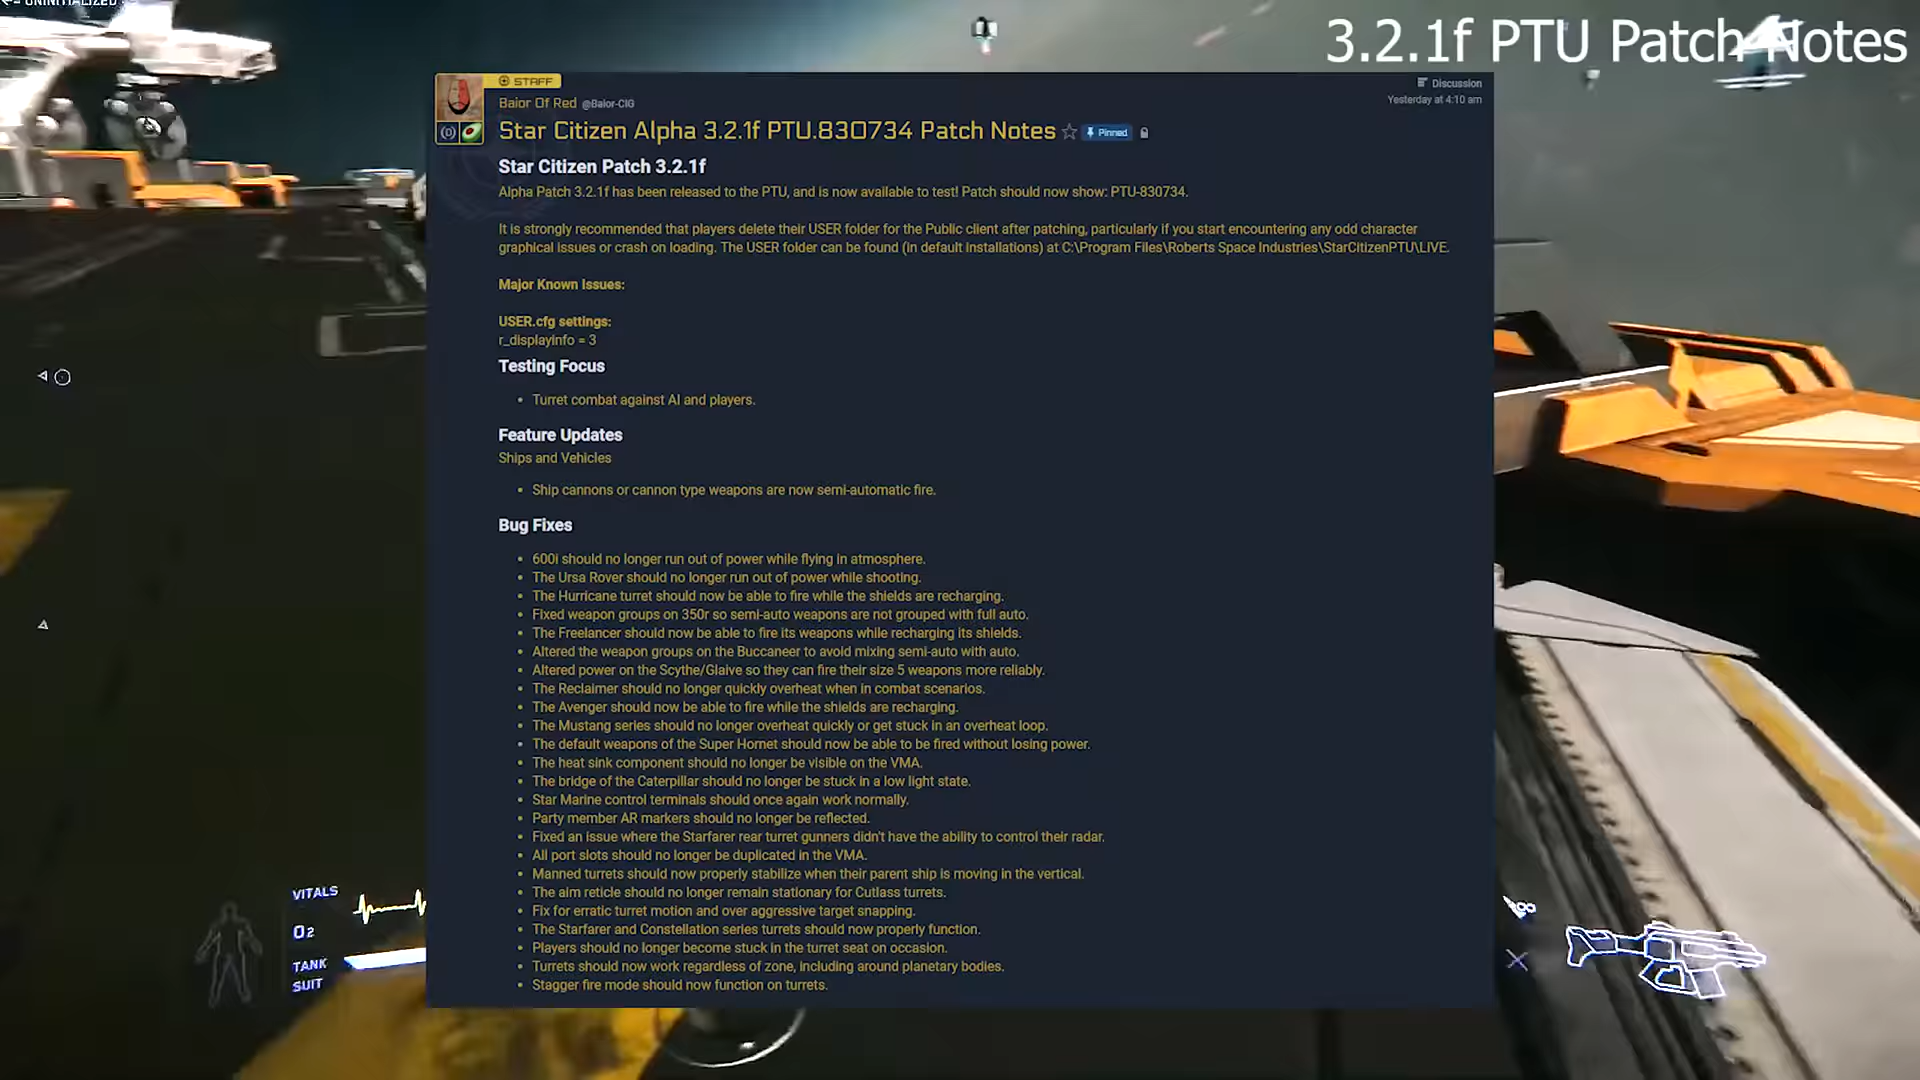 UNINITIALIZED
3.2.1f PTU Patch Notes
STAFF
Discussion
Baior Of Red @Baior-CIG
Yesterday at 4:10 am
Star Citizen Alpha 3.2.1f PTU.830734 Patch Notes
Pinned
Star Citizen Patch 3.2.1f
Alpha Patch 3.2.1f has been released to the PTU, and is now available to test! Patch should now show: PTU-830734.
It is strongly recommended that players delete their USER folder for the Public client after patching, particularly if you start encountering any odd character
graphical issues or crash on loading. The USER folder can be found (in default installations) at C:\Program Files\Roberts Space Industries\StarCitizenPTU\LIVE.
Major Known Issues:
USER.cfg settings:
r_displayinfo = 3
Testing Focus
• Turret combat against AI and players.
Feature Updates
Ships and Vehicles
• Ship cannons or cannon type weapons are now semi-automatic fire.
Bug Fixes
• 600i should no longer run out of power while flying in atmosphere.
• The Ursa Rover should no longer run out of power while shooting.
• The Hurricane turret should now be able to fire while the shields are recharging.
• Fixed weapon groups on 350r so semi-auto weapons are not grouped with full auto.
• The Freelancer should now be able to fire its weapons while recharging its shields.
• Altered the weapon groups on the Buccaneer to avoid mixing semi-auto with auto.
• Altered power on the Scythe/Glaive so they can fire their size 5 weapons more reliably.
• The Reclaimer should no longer quickly overheat when in combat scenarios.
• The Avenger should now be able to fire while the shields are recharging.
• The Mustang series should no longer overheat quickly or get stuck in an overheat loop.
• The default weapons of the Super Hornet should now be able to be fired without losing power.
• The heat sink component should no longer be visible on the VMA.
• The bridge of the Caterpillar should no longer be stuck in a low light state.
• Star Marine control terminals should once again work normally.
• Party member AR markers should no longer be reflected.
• Fixed an issue where the Starfarer rear turret gunners didn't have the ability to control their radar.
• All port slots should no longer be duplicated in the VMA.
• Manned turrets should now properly stabilize when their parent ship is moving in the vertical.
• The aim reticle should no longer remain stationary for Cutlass turrets.
• Fix for erratic turret motion and over aggressive target snapping.
• The Starfarer and Constellation series turrets should now properly function.
• Players should no longer become stuck in the turret seat on occasion.
• Turrets should now work regardless of zone, including around planetary bodies.
• Stagger fire mode should now function on turrets.
VITALS
O2
TANK
SUIT